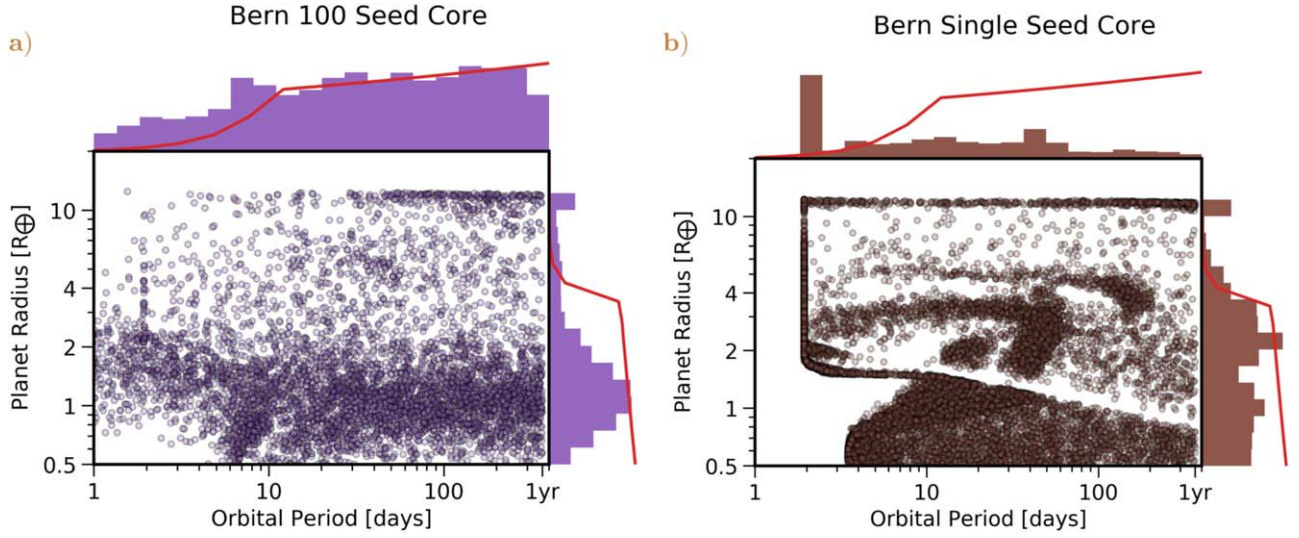 Bern 100 Seed Core
a)
Planet Radius [R⊕]
10
4
2
1
0.5
1
10
100
1yr
Orbital Period [days]
Bern Single Seed Core
b)
Planet Radius [R⊕]
10
4
2
1
0.5
1
10
100
1yr
Orbital Period [days]